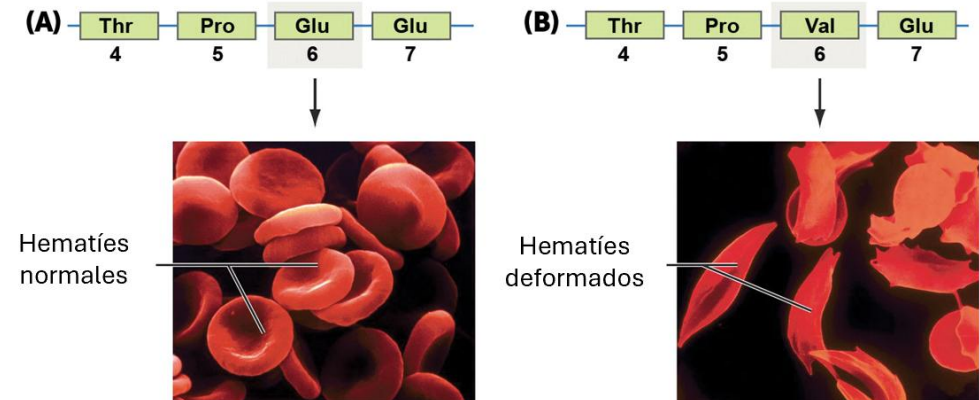 (A) Thr Pro Glu Glu
4 5 6 7
(B) Thr Pro Val Glu
4 5 6 7
Hematíes
normales
Hematíes
deformados